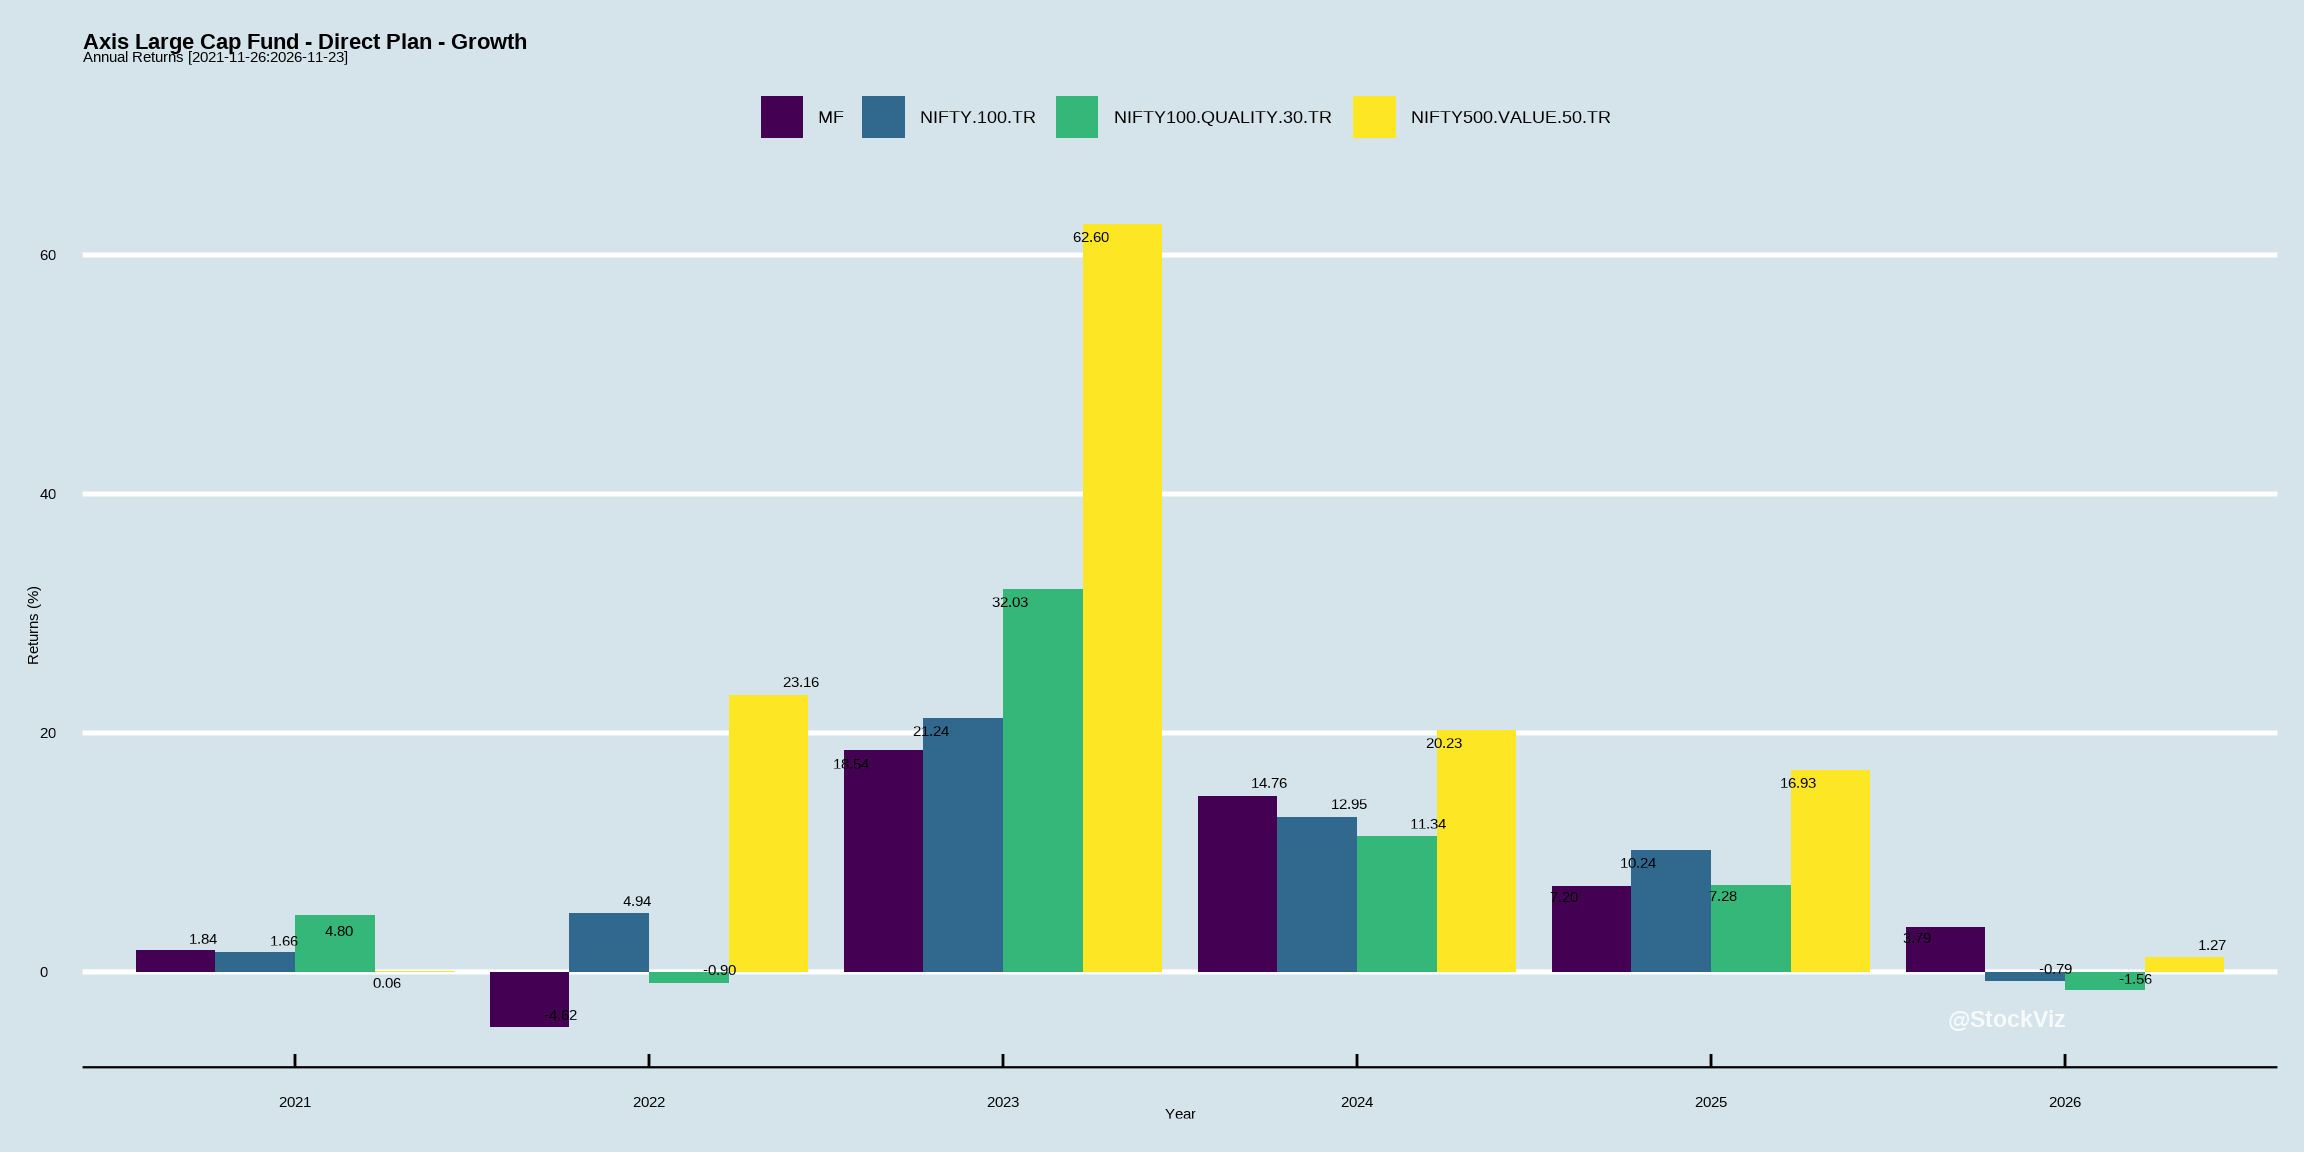 Axis Large Cap Fund - Direct Plan - Growth
Annual Returns [2021-11-26:2026-11-23]
MF NIFTY.100.TR NIFTY100.QUALITY.30.TR NIFTY500.VALUE.50.TR
Returns (%)
60
40
20
0
1.84 1.66 4.80 0.06
-4.62 4.94 -0.90 23.16
18.54 21.24 32.03 62.60
14.76 12.95 11.34 20.23
7.20 10.24 7.28 16.93
3.79 -0.79 -1.56 1.27
@StockViz
2021 2022 2023 2024 2025 2026
Year